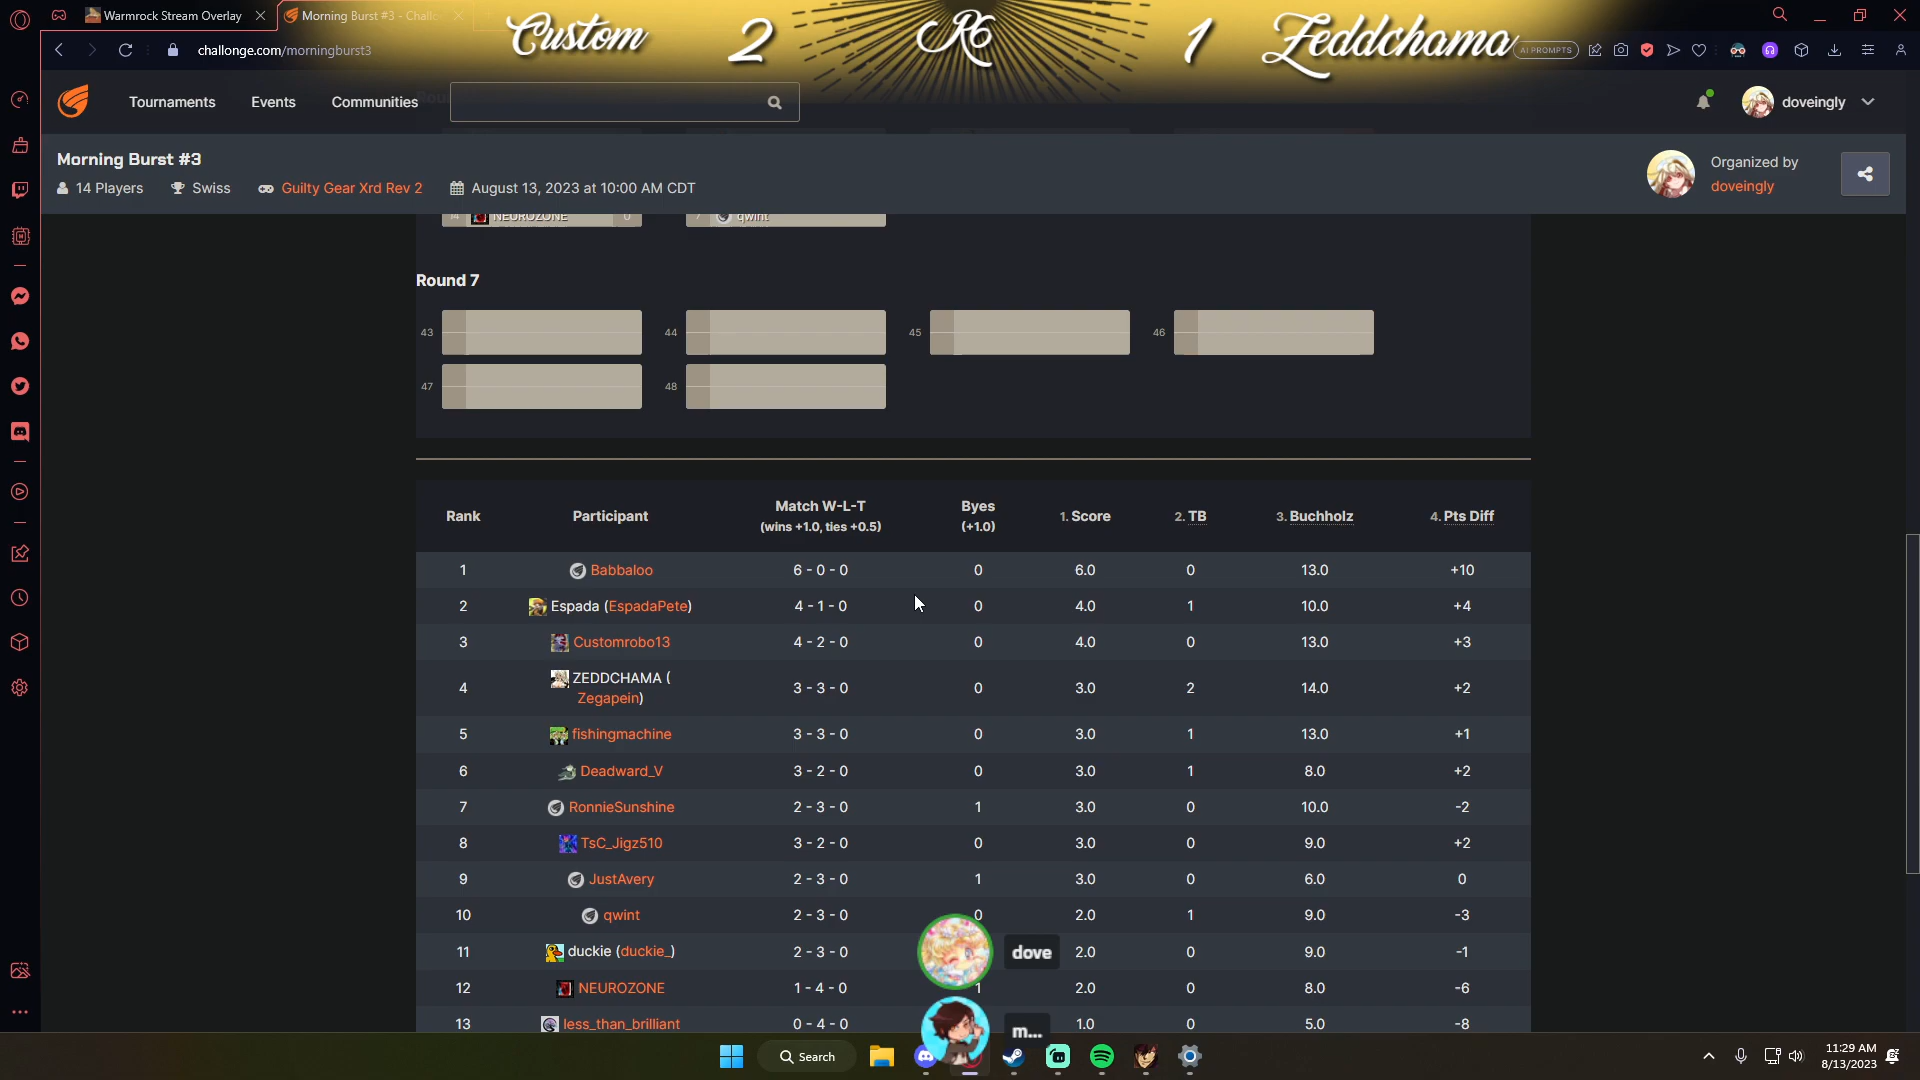 Warmrock Stream Overlay
Morning Burst #3 - Challo
Custom 2 R6 1 Zeddchama
challonge.com/morningburst3
AI PROMPTS
Tournaments
Events
Communities
doveingly
Morning Burst #3
14 Players
Swiss
Guilty Gear Xrd Rev 2
August 13, 2023 at 10:00 AM CDT
Organized by
doveingly
14 NEUROZONE 0
7 qwint
Round 7
43
44
45
46
47
48
Rank Participant Match W-L-T Byes 1. Score 2. TB 3. Buchholz 4. Pts Diff
(wins +1.0, ties +0.5) (+1.0)
1 Babbaloo 6 - 0 - 0 0 6.0 0 13.0 +10
2 Espada (EspadaPete) 4 - 1 - 0 0 4.0 1 10.0 +4
3 Customrobo13 4 - 2 - 0 0 4.0 0 13.0 +3
4 ZEDDCHAMA (
Zegapein) 3 - 3 - 0 0 3.0 2 14.0 +2
5 fishingmachine 3 - 3 - 0 0 3.0 1 13.0 +1
6 Deadward_V 3 - 2 - 0 0 3.0 1 8.0 +2
7 RonnieSunshine 2 - 3 - 0 1 3.0 0 10.0 -2
8 TsC_Jigz510 3 - 2 - 0 0 3.0 0 9.0 +2
9 JustAvery 2 - 3 - 0 1 3.0 0 6.0 0
10 qwint 2 - 3 - 0 0 2.0 1 9.0 -3
11 duckie (duckie_) 2 - 3 - 0 2.0 0 9.0 -1
dove
12 NEUROZONE 1 - 4 - 0 1 2.0 0 8.0 -6
13 less_than_brilliant 0 - 4 - 0 1.0 0 5.0 -8
m...
Search
11:29 AM
8/13/2023